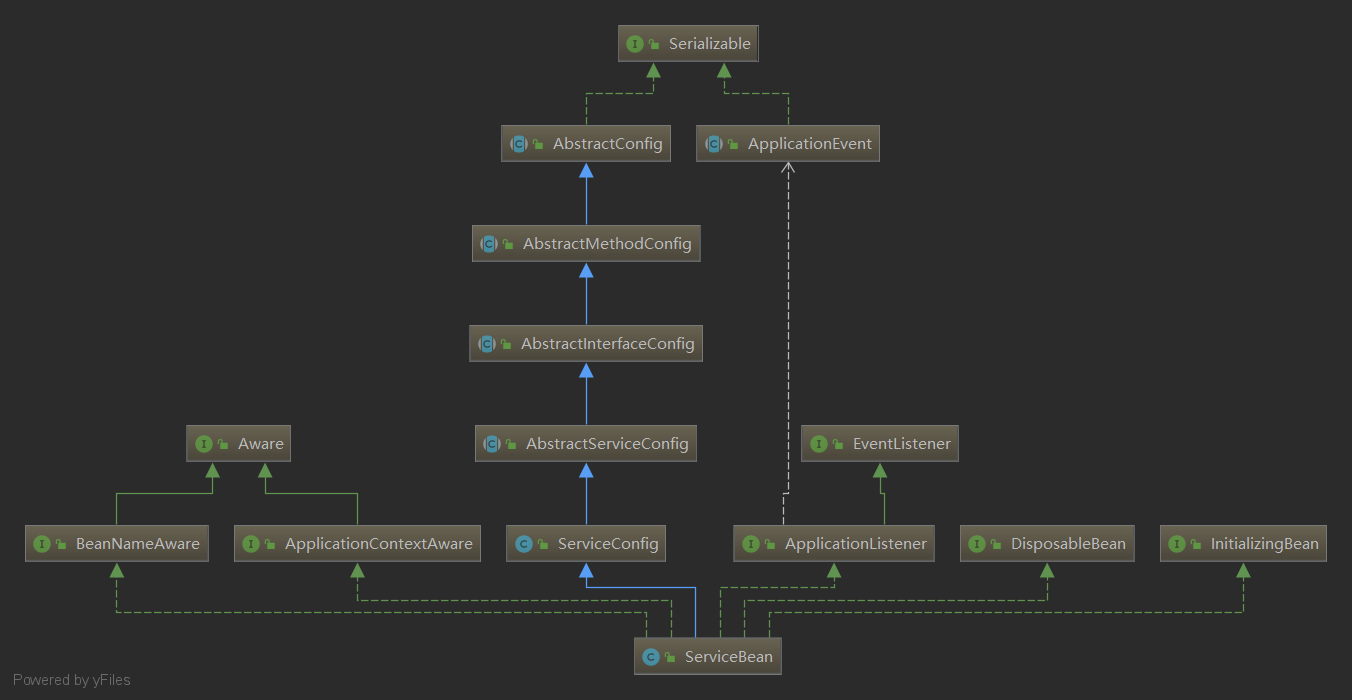 Serializable
AbstractConfig
ApplicationEvent
AbstractMethodConfig
AbstractInterfaceConfig
Aware
AbstractServiceConfig
EventListener
BeanNameAware
ApplicationContextAware
ServiceConfig
ApplicationListener
DisposableBean
InitializingBean
ServiceBean
Powered by yFiles